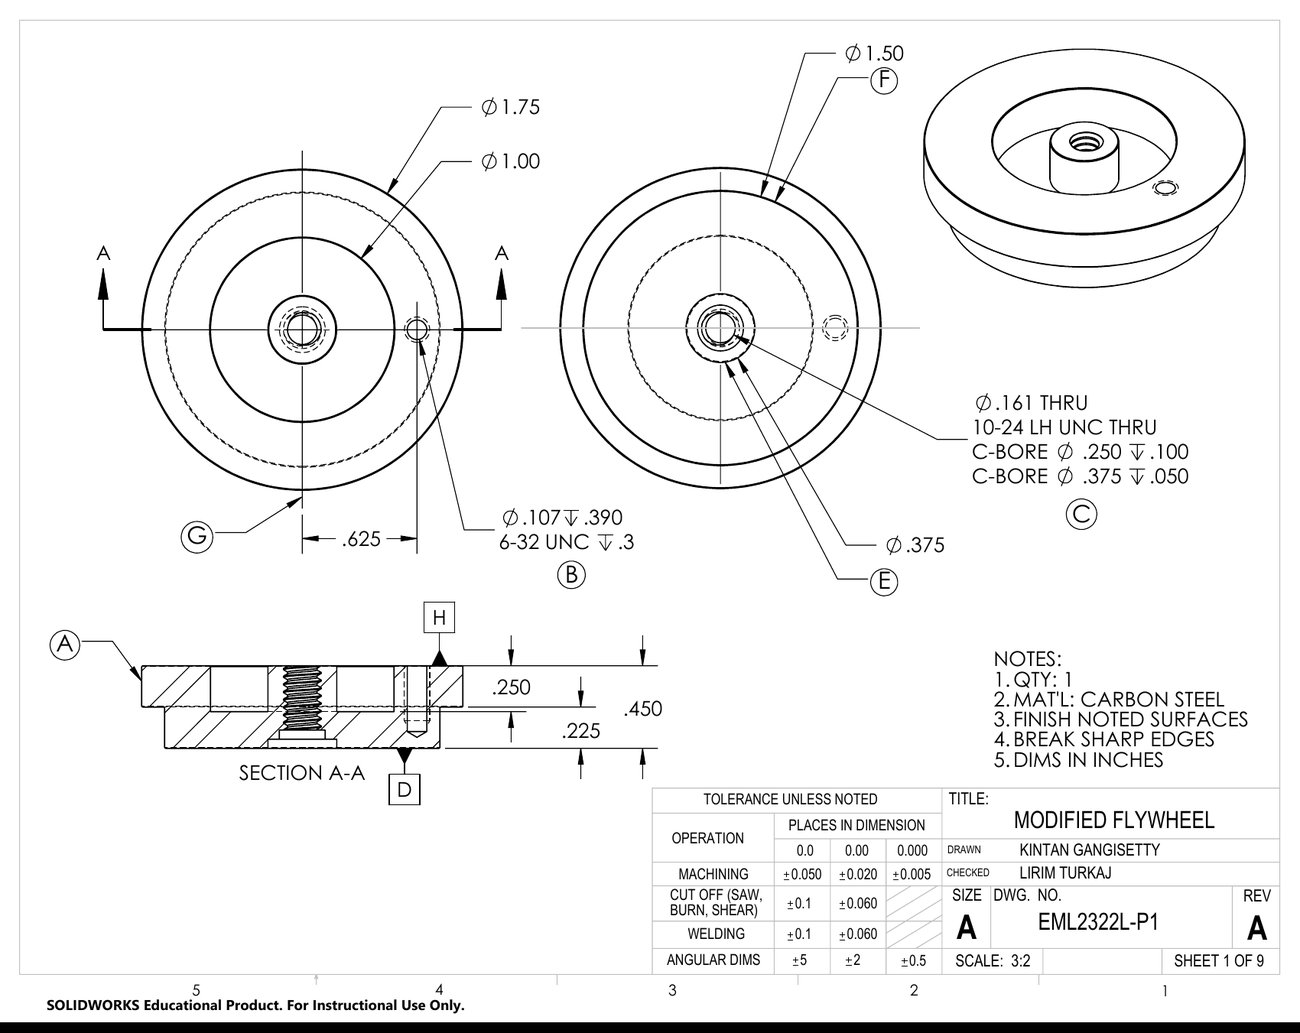 ⌀1.50
F
⌀1.75
⌀1.00
A
A
⌀.161 THRU
10-24 LH UNC THRU
C-BORE ⌀ .250 ↧.100
C-BORE ⌀ .375 ↧.050
C
G
.625
⌀.107↧.390
6-32 UNC ↧.3
B
⌀.375
E
H
A
.250
.450
.225
SECTION A-A
D
NOTES:
1. QTY: 1
2. MAT'L: CARBON STEEL
3. FINISH NOTED SURFACES
4. BREAK SHARP EDGES
5. DIMS IN INCHES
TOLERANCE UNLESS NOTED
OPERATION
PLACES IN DIMENSION
0.0 0.00 0.000
MACHINING ±0.050 ±0.020 ±0.005
CUT OFF (SAW,
BURN, SHEAR) ±0.1 ±0.060
WELDING ±0.1 ±0.060
ANGULAR DIMS ±5 ±2 ±0.5
TITLE:
MODIFIED FLYWHEEL
DRAWN KINTAN GANGISETTY
CHECKED LIRIM TURKAJ
SIZE
A
DWG. NO.
EML2322L-P1
REV
A
SCALE: 3:2
SHEET 1 OF 9
5 4 3 2 1
SOLIDWORKS Educational Product. For Instructional Use Only.